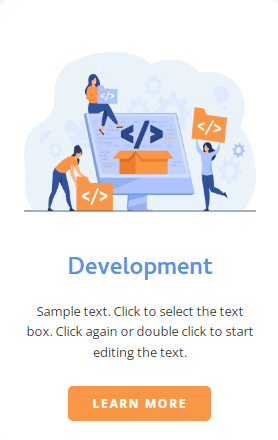 </>
</>
</>
</>
Development
Sample text. Click to select the text
box. Click again or double click to start
editing the text.
LEARN MORE